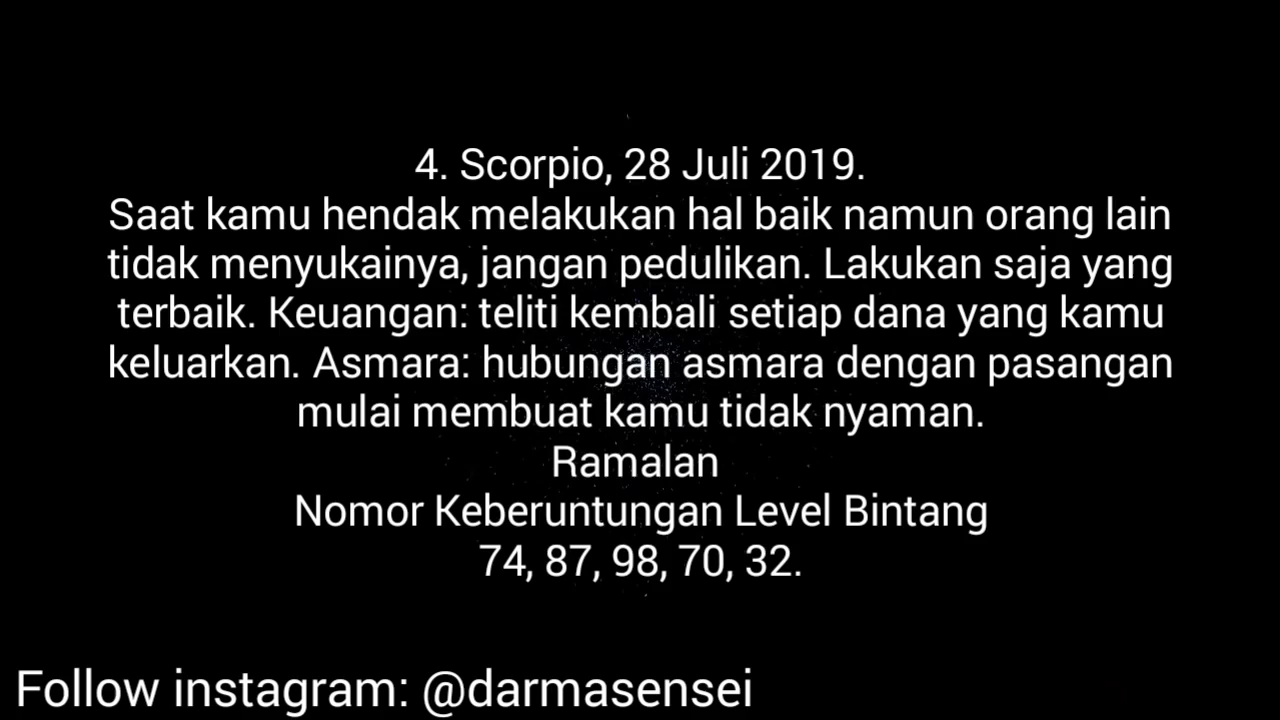 4. Scorpio, 28 Juli 2019.
Saat kamu hendak melakukan hal baik namun orang lain
tidak menyukainya, jangan pedulikan. Lakukan saja yang
terbaik. Keuangan: teliti kembali setiap dana yang kamu
keluarkan. Asmara: hubungan asmara dengan pasangan
mulai membuat kamu tidak nyaman.
Ramalan
Nomor Keberuntungan Level Bintang
74, 87, 98, 70, 32.
Follow instagram: @darmasensei